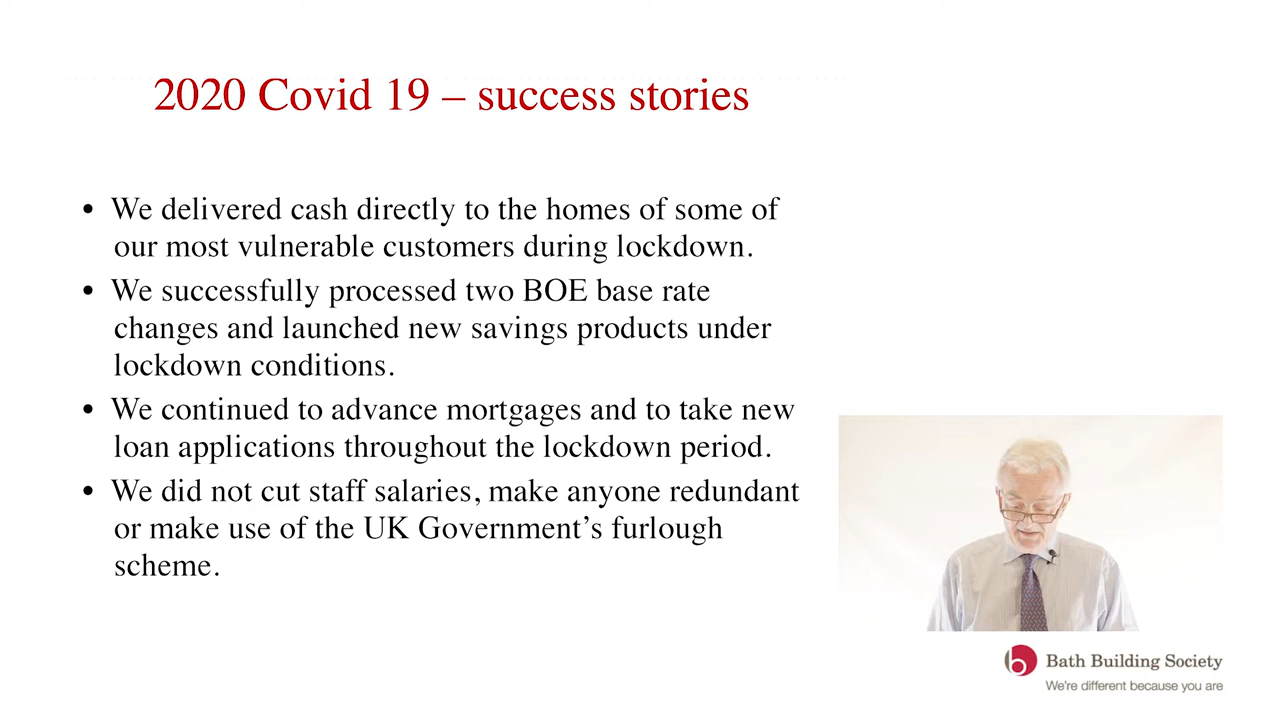 2020 Covid 19 – success stories
• We delivered cash directly to the homes of some of
our most vulnerable customers during lockdown.
• We successfully processed two BOE base rate
changes and launched new savings products under
lockdown conditions.
• We continued to advance mortgages and to take new
loan applications throughout the lockdown period.
• We did not cut staff salaries, make anyone redundant
or make use of the UK Government’s furlough
scheme.
b Bath Building Society
We're different because you are